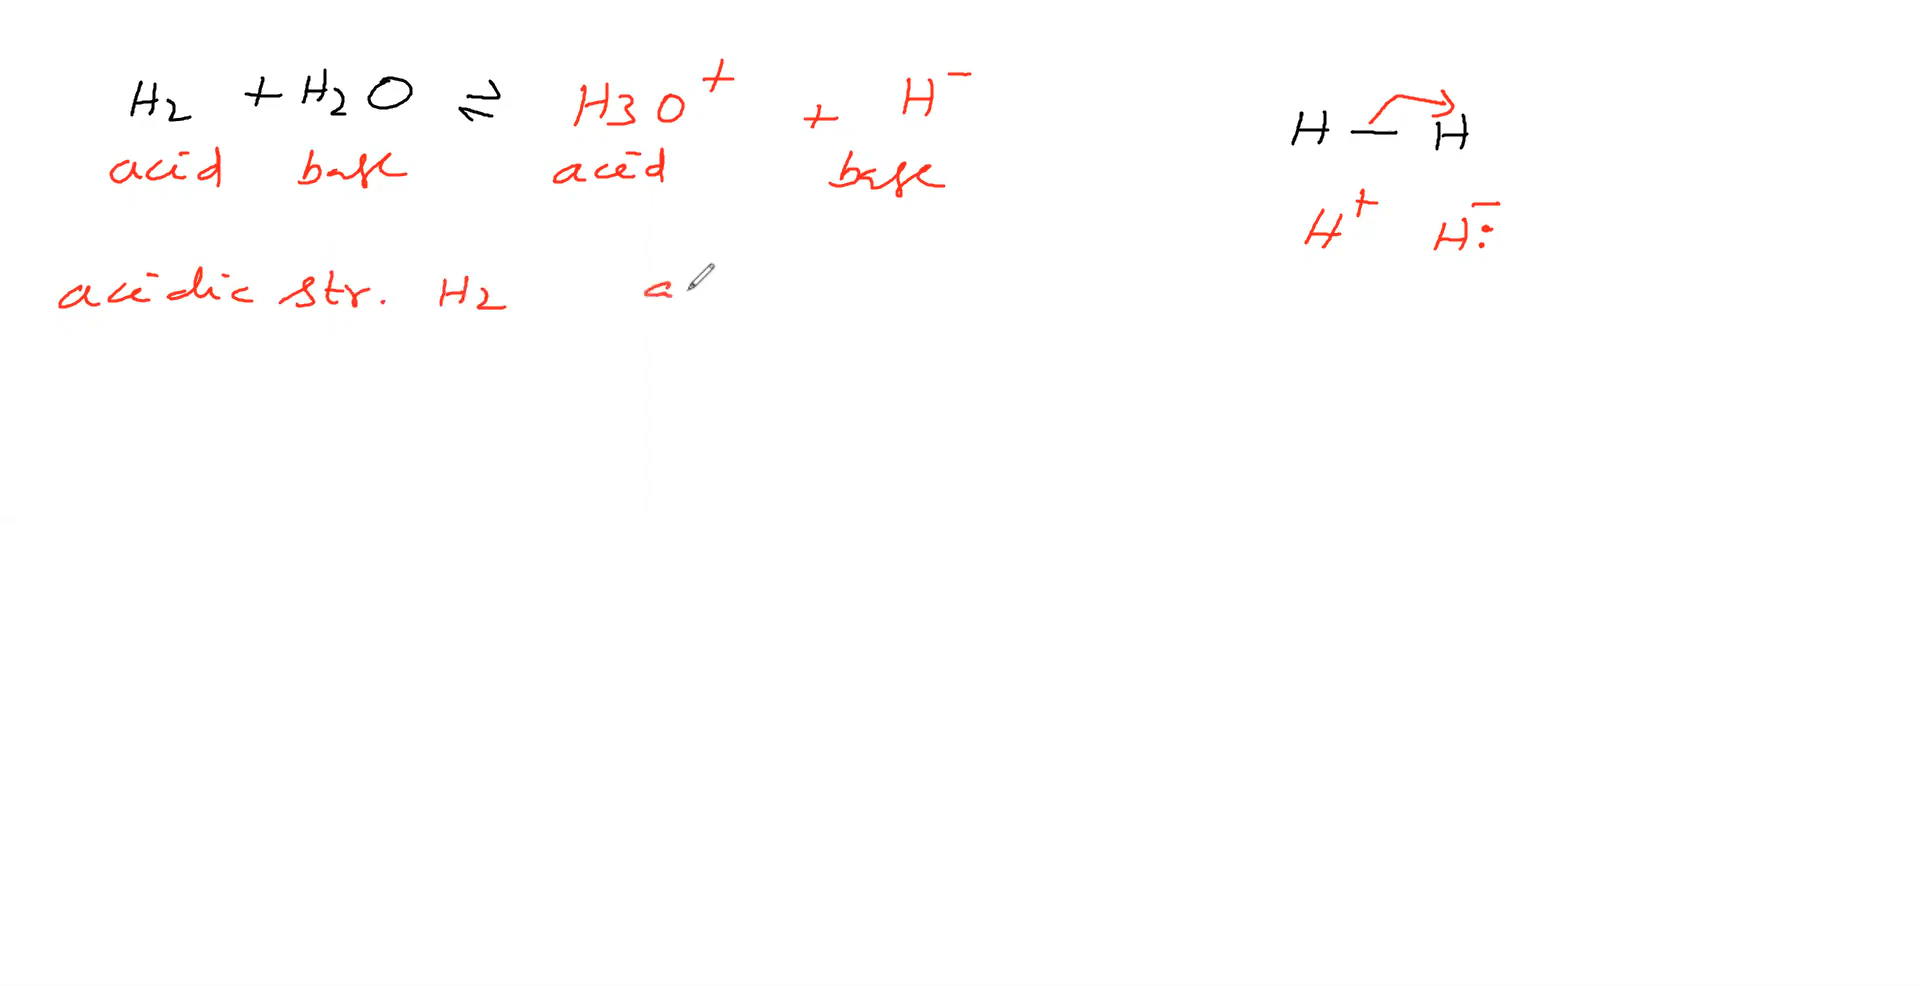 H2 + H2O ⇌ H3O⁺ + H⁻
acid base acid base
H — H
H⁺ H:⁻
acidic str. H2 a